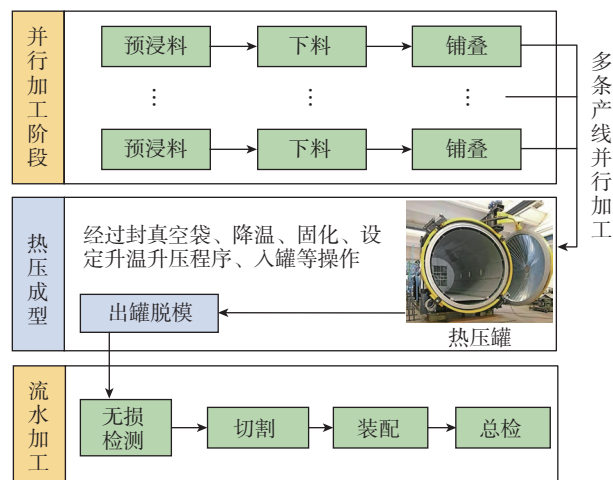 并行加工阶段
预浸料
下料
铺叠
⋮
⋮
⋮
预浸料
下料
铺叠
多条产线并行加工
热压成型
经过封真空袋、降温、固化、设
定升温升压程序、入罐等操作
出罐脱模
热压罐
流水加工
无损
检测
切割
装配
总检